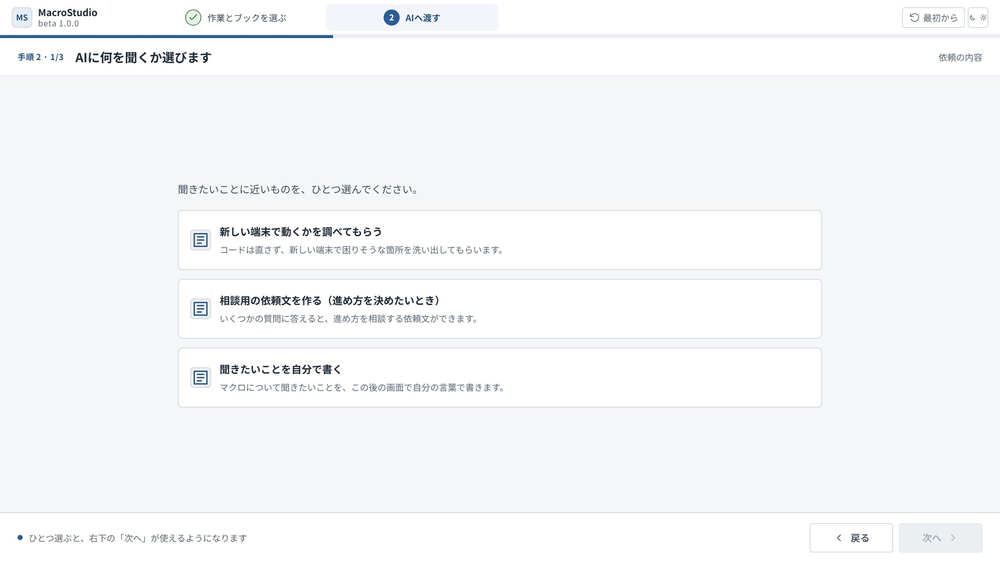 MS
MacroStudio
beta 1.0.0
作業とブックを選ぶ
2
AIへ渡す
最初から
手順 2・1/3
AIに何を聞くか選びます
依頼の内容
聞きたいことに近いものを、ひとつ選んでください。
新しい端末で動くかを調べてもらう
コードは直さず、新しい端末で困りそうな箇所を洗い出してもらいます。
相談用の依頼文を作る（進め方を決めたいとき）
いくつかの質問に答えると、進め方を相談する依頼文ができます。
聞きたいことを自分で書く
マクロについて聞きたいことを、この後の画面で自分の言葉で書きます。
ひとつ選ぶと、右下の「次へ」が使えるようになります
戻る
次へ